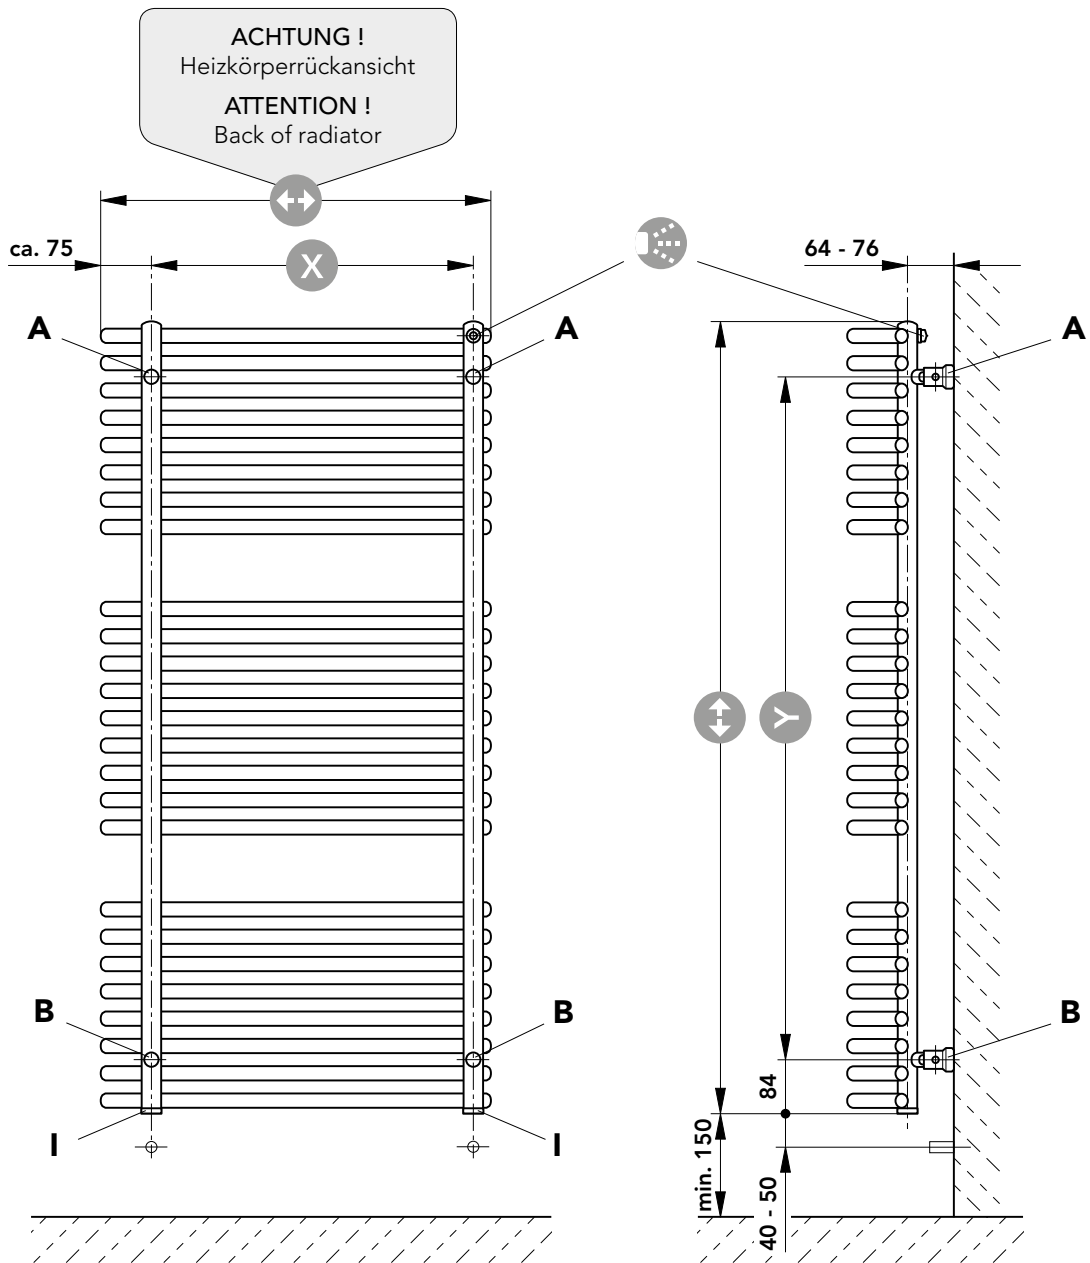 ACHTUNG !
Heizkörperrückansicht
ATTENTION !
Back of radiator
ca. 75
X
64 - 76
A
A
A
Y
B
B
B
84
I
I
min. 150
40 - 50